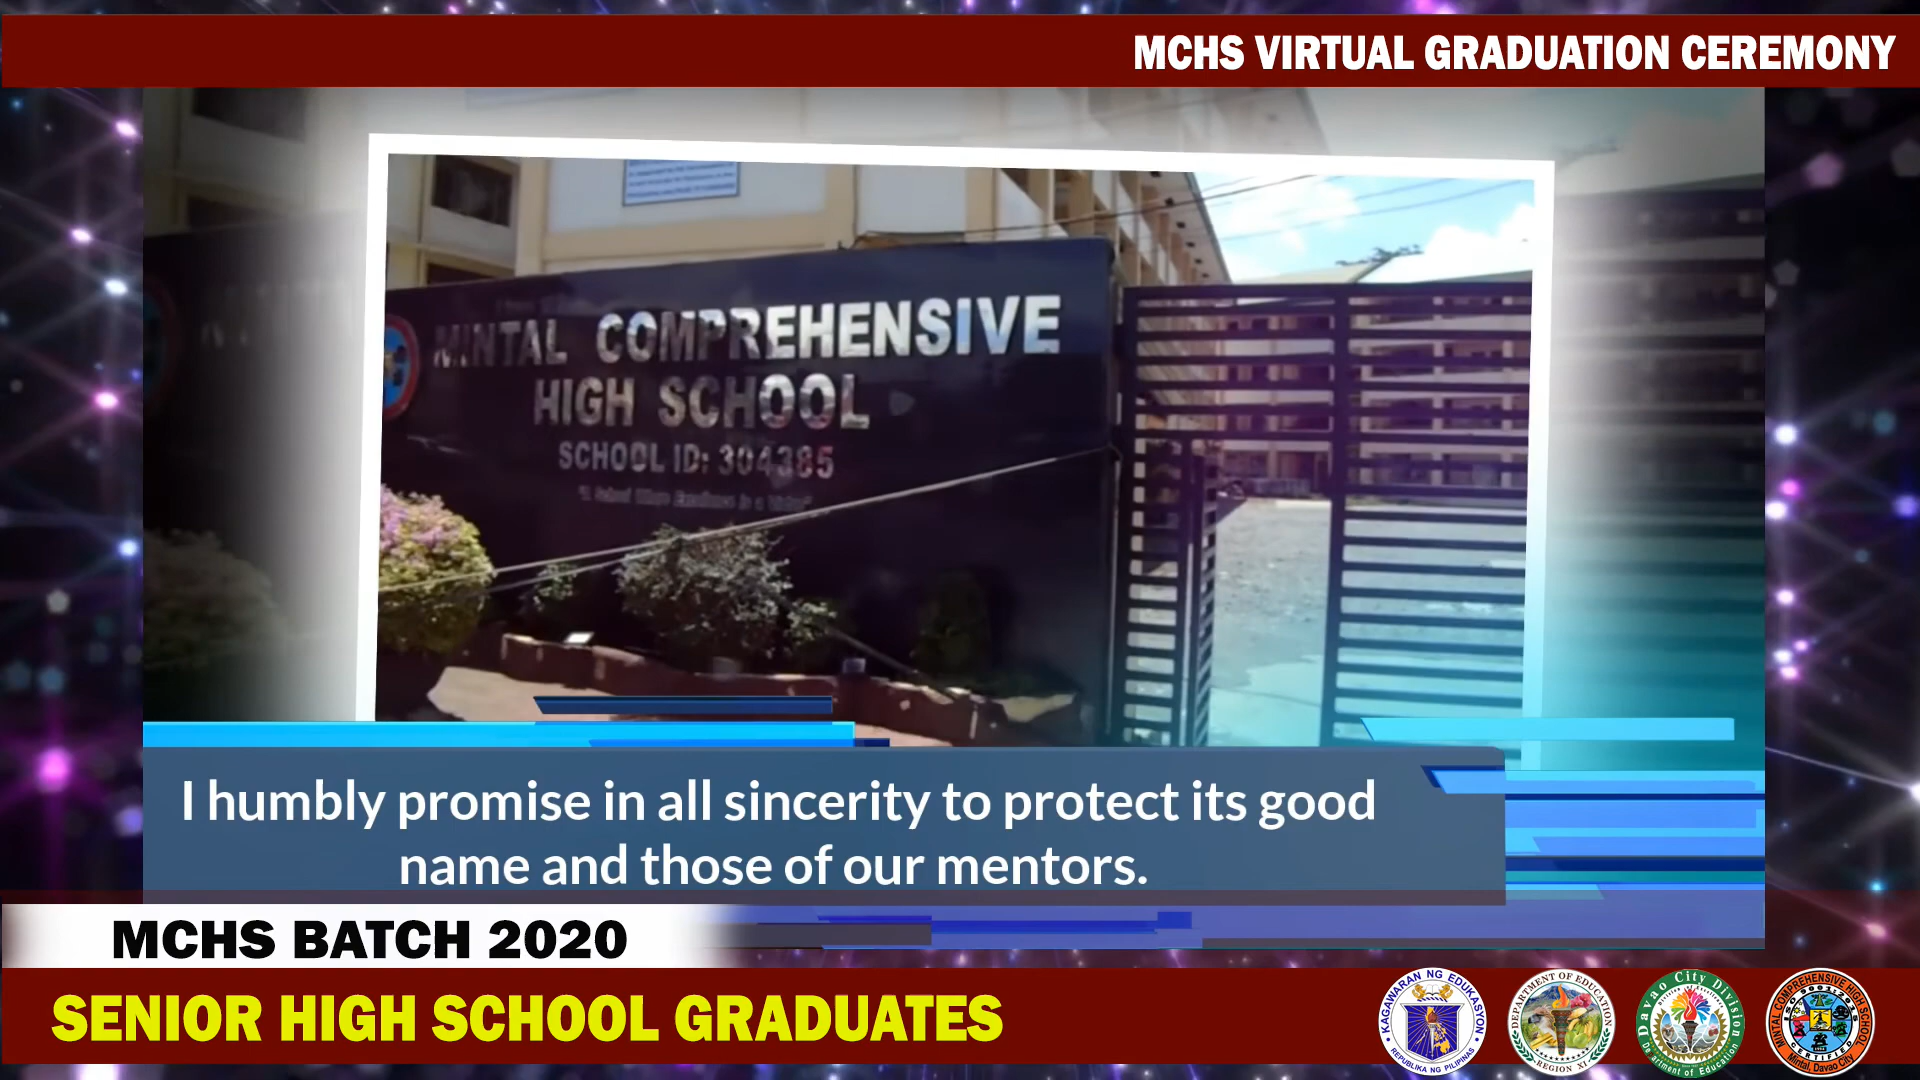 MCHS VIRTUAL GRADUATION CEREMONY
MINTAL COMPREHENSIVE
HIGH SCHOOL
SCHOOL ID: 304385
I humbly promise in all sincerity to protect its good
name and those of our mentors.
MCHS BATCH 2020
SENIOR HIGH SCHOOL GRADUATES
KAGAWARAN NG EDUKASYON
REPUBLIKA NG PILIPINAS
DEPARTMENT OF EDUCATION
REGION XI
Davao City Division
Department of Education
MINTAL COMPREHENSIVE HIGH SCHOOL
CERTIFIED
Mintal, Davao City